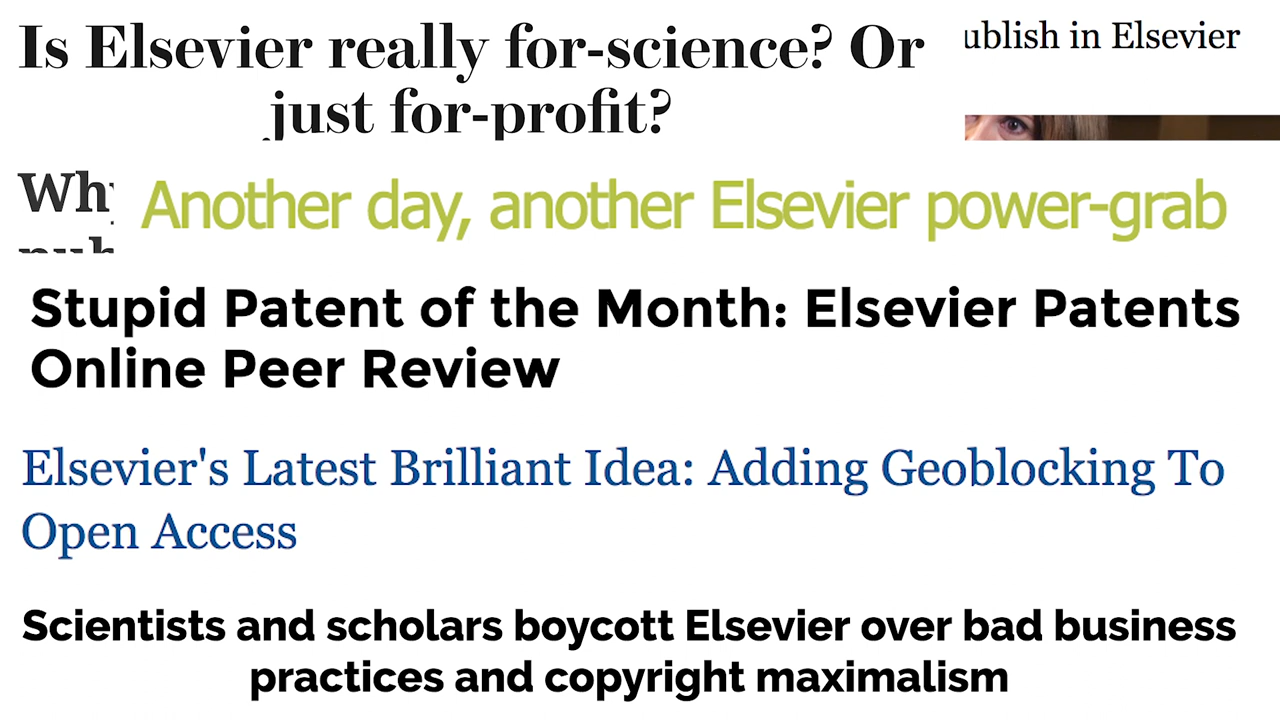 Is Elsevier really for-science? Or
just for-profit?
ublish in Elsevier
Wh
Another day, another Elsevier power-grab
Stupid Patent of the Month: Elsevier Patents
Online Peer Review
Elsevier's Latest Brilliant Idea: Adding Geoblocking To
Open Access
Scientists and scholars boycott Elsevier over bad business
practices and copyright maximalism